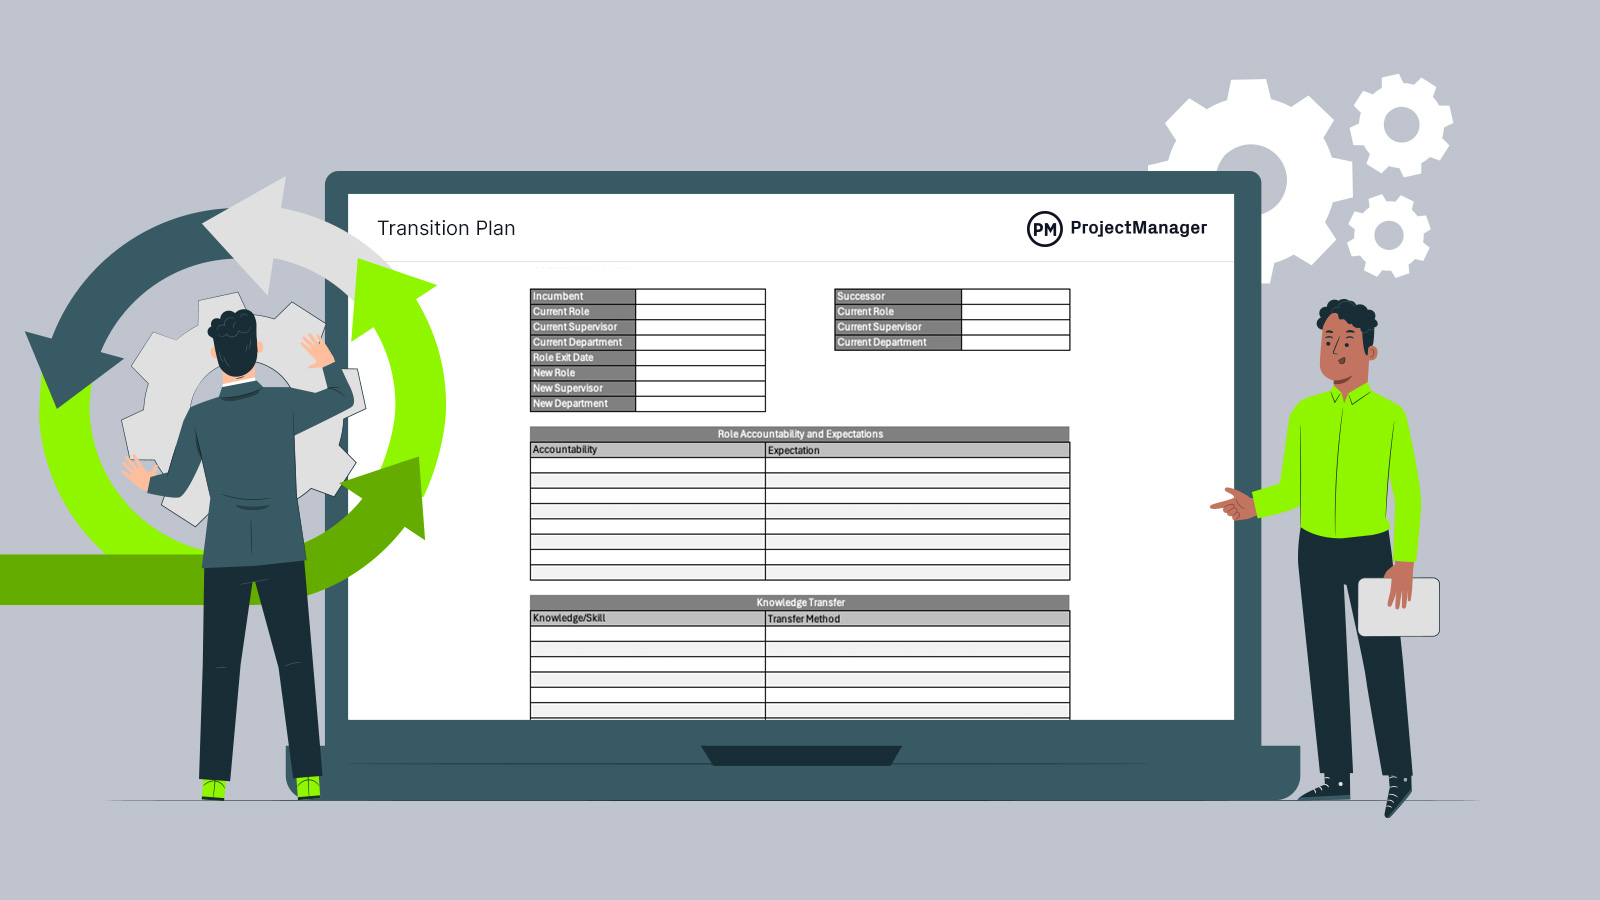 Transition Plan
PM ProjectManager
Incumbent
Current Role
Current Supervisor
Current Department
Role Exit Date
New Role
New Supervisor
New Department
Successor
Current Role
Current Supervisor
Current Department
Role Accountability and Expectations
Accountability Expectation
Knowledge Transfer
Knowledge/Skill Transfer Method